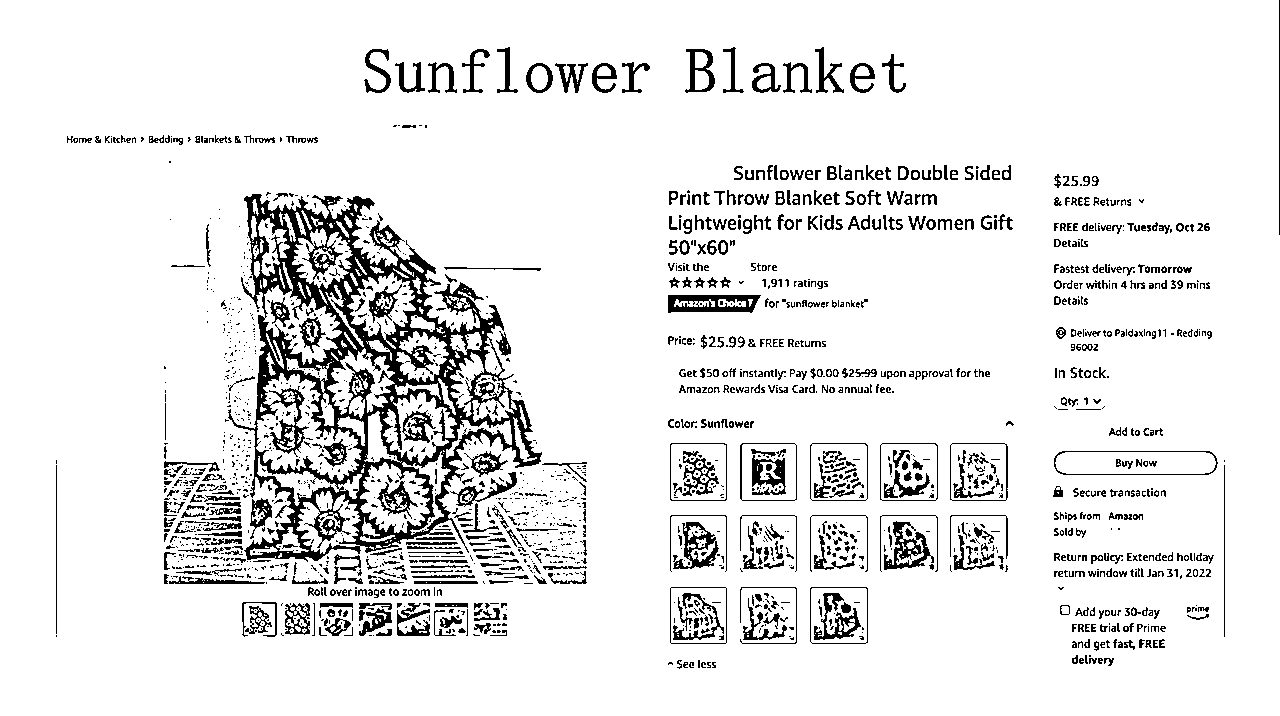 Sunflower Blanket
Home & Kitchen › Bedding › Blankets & Throws › Throws
Sunflower Blanket Double Sided
Print Throw Blanket Soft Warm
Lightweight for Kids Adults Women Gift
50"x60"
Visit the Store
1,911 ratings
Amazon's Choice for "sunflower blanket"
Price: $25.99 & FREE Returns
Get $50 off instantly: Pay $0.00 $25.99 upon approval for the
Amazon Rewards Visa Card. No annual fee.
Color: Sunflower
R
See less
Roll over image to zoom in
$25.99
& FREE Returns
FREE delivery: Tuesday, Oct 26
Details
Fastest delivery: Tomorrow
Order within 4 hrs and 39 mins
Details
Deliver to Paldaxing11 - Redding
96002
In Stock.
Qty: 1
Add to Cart
Buy Now
Secure transaction
Ships from Amazon
Sold by
Return policy: Extended holiday
return window till Jan 31, 2022
Add your 30-day
FREE trial of Prime
and get fast, FREE
delivery
prime